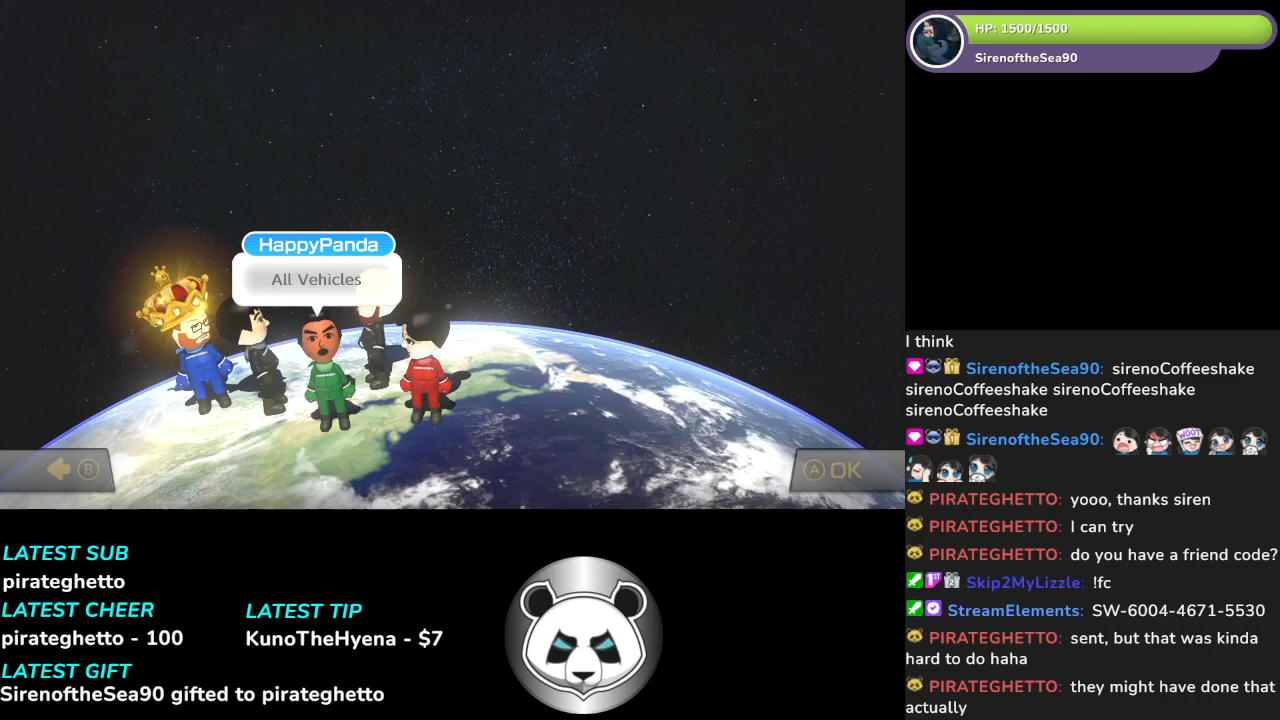 HP: 1500/1500
SirenoftheSea90
HappyPanda
All Vehicles
B
A OK
I think
SirenoftheSea90: sirenoCoffeeshake
sirenoCoffeeshake sirenoCoffeeshake
sirenoCoffeeshake
SirenoftheSea90:
WOOT
PIRATEGHETTO: yooo, thanks siren
PIRATEGHETTO: I can try
PIRATEGHETTO: do you have a friend code?
1ST 2 Skip2MyLizzle: !fc
StreamElements: SW-6004-4671-5530
PIRATEGHETTO: sent, but that was kinda
hard to do haha
PIRATEGHETTO: they might have done that
actually
LATEST SUB
pirateghetto
LATEST CHEER
pirateghetto - 100
LATEST TIP
KunoTheHyena - $7
LATEST GIFT
SirenoftheSea90 gifted to pirateghetto